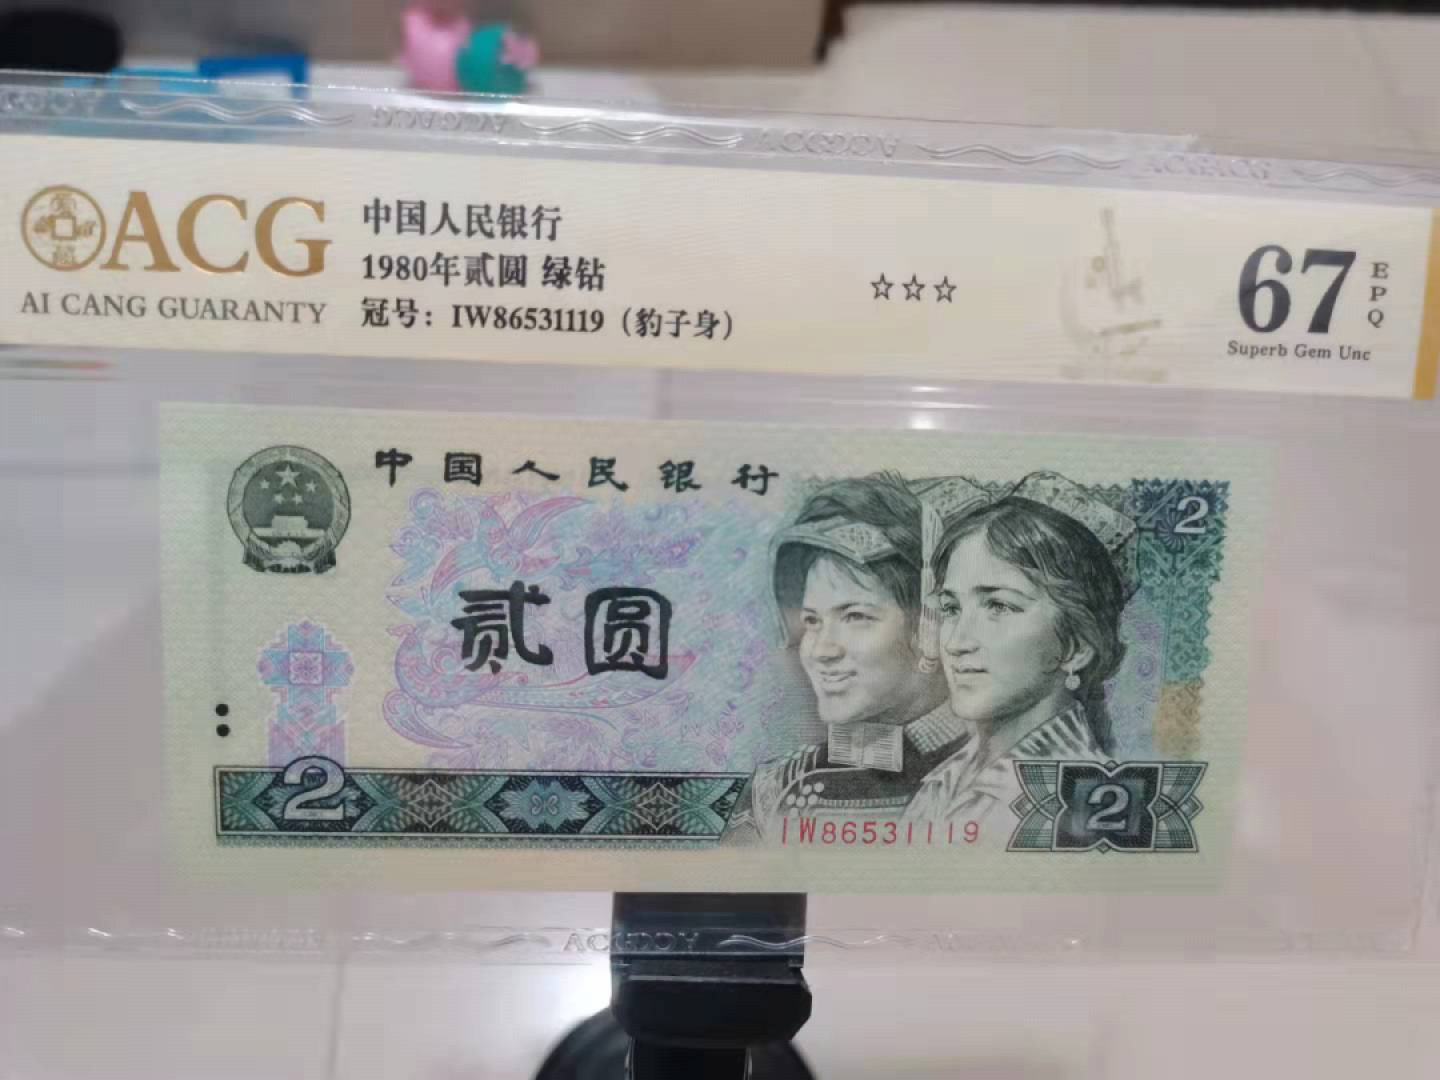 ACG
AI CANG GUARANTY
中国人民银行
1980年贰圆 绿钻
冠号：IW86531119（豹子身）
☆☆☆
67
EPQ
Superb Gem Unc
中国人民银行
2
贰圆
2
2
IW86531119